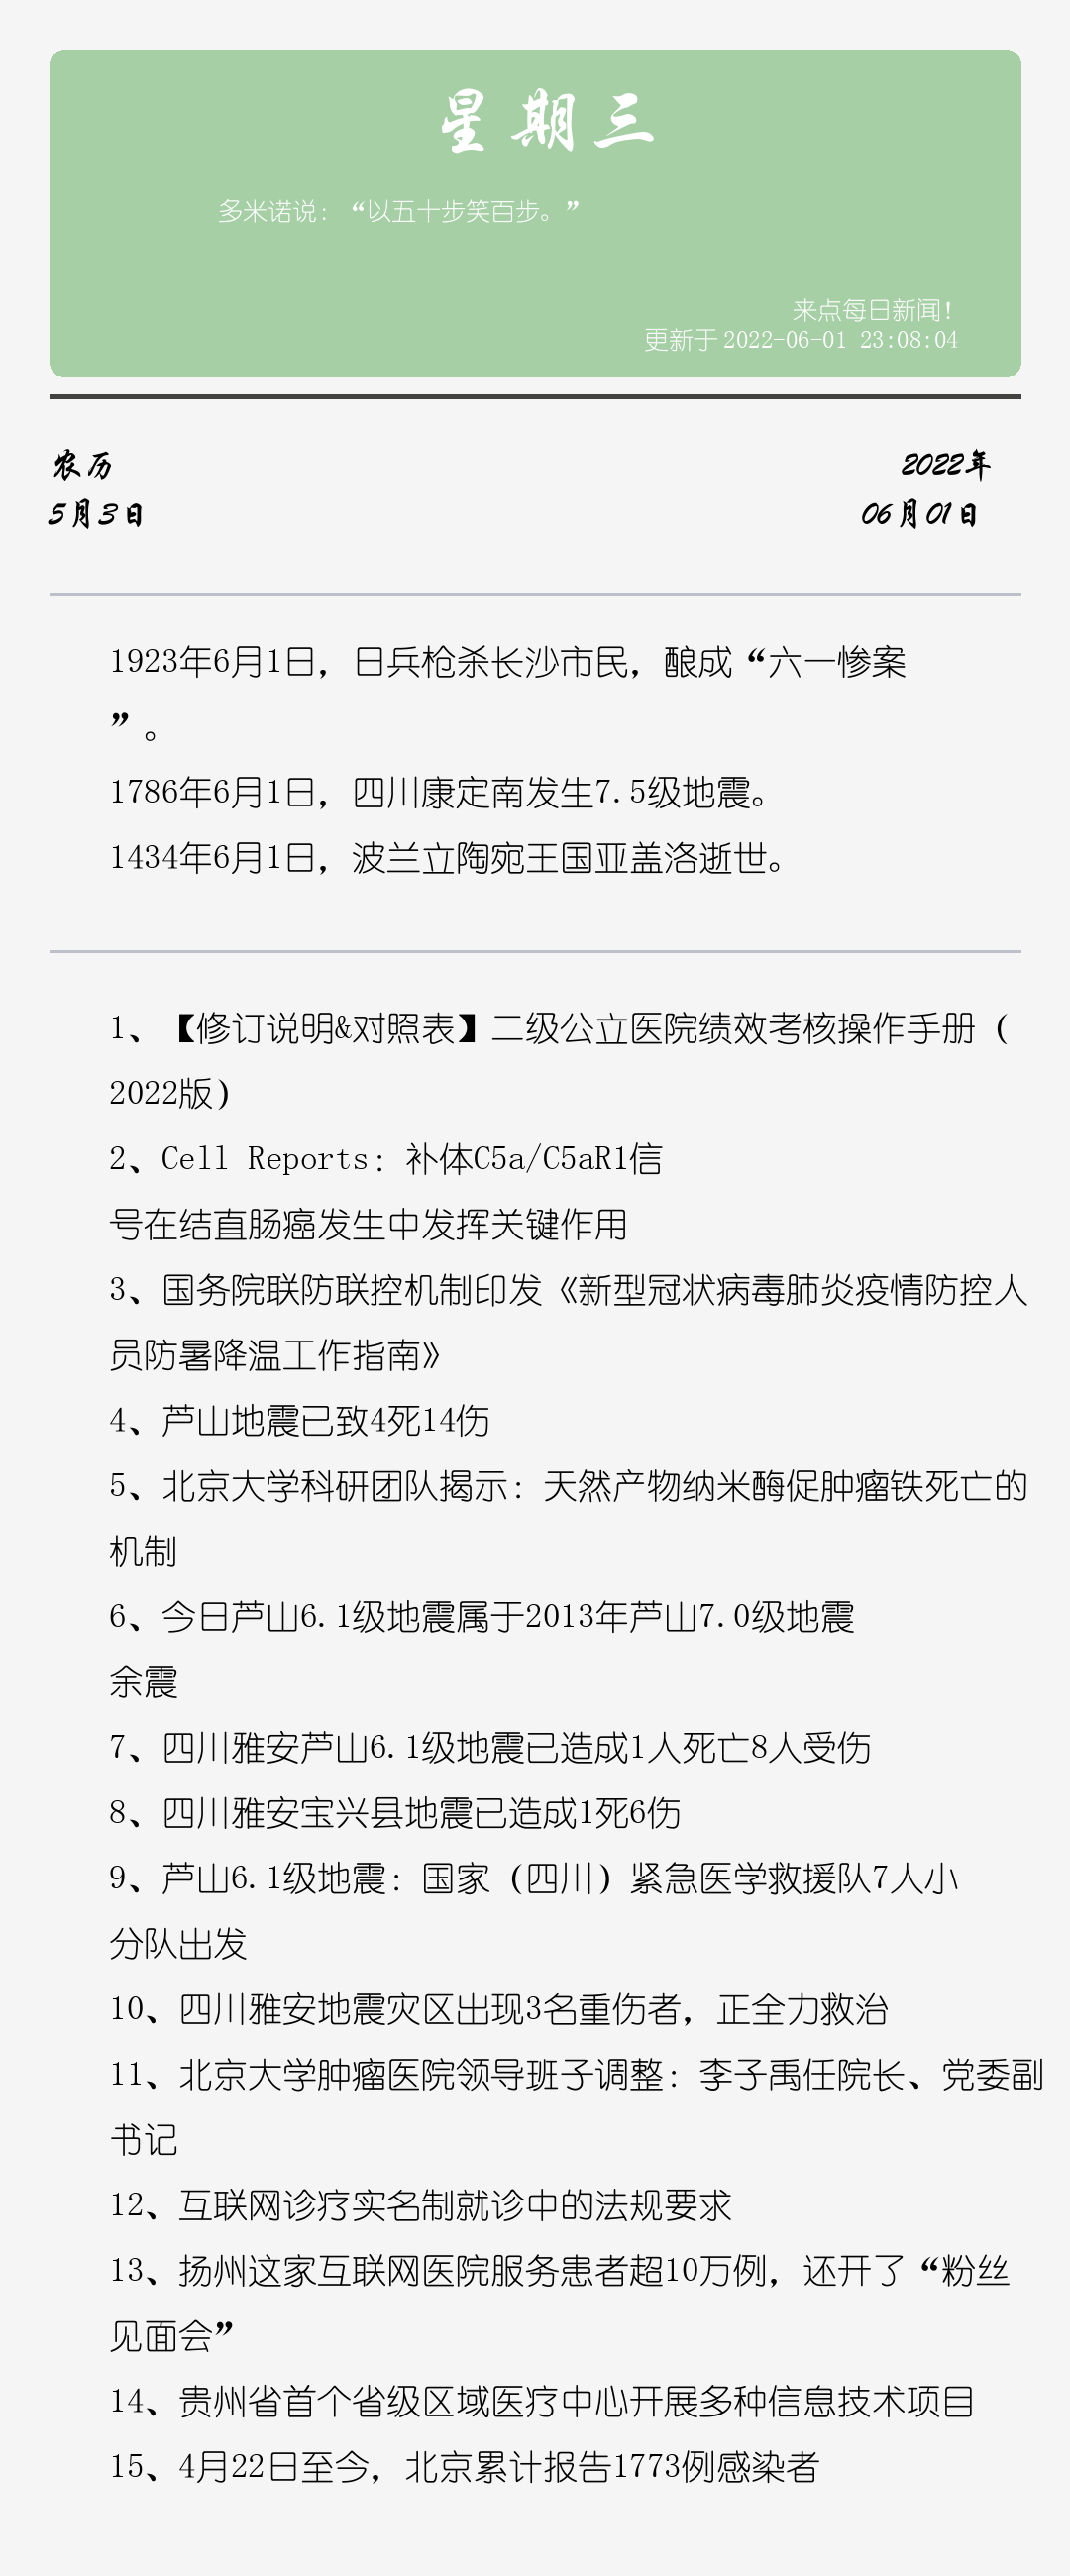 星期三
多米诺说：“以五十步笑百步。”
来点每日新闻！
更新于 2022-06-01 23:08:04
农历
2022年
5月3日
06月01日
1923年6月1日，日兵枪杀长沙市民，酿成“六一惨案
”。
1786年6月1日，四川康定南发生7.5级地震。
1434年6月1日，波兰立陶宛王国亚盖洛逝世。
1、【修订说明&对照表】二级公立医院绩效考核操作手册（
2022版）
2、Cell Reports：补体C5a/C5aR1信
号在结直肠癌发生中发挥关键作用
3、国务院联防联控机制印发《新型冠状病毒肺炎疫情防控人
员防暑降温工作指南》
4、芦山地震已致4死14伤
5、北京大学科研团队揭示：天然产物纳米酶促肿瘤铁死亡的
机制
6、今日芦山6.1级地震属于2013年芦山7.0级地震
余震
7、四川雅安芦山6.1级地震已造成1人死亡8人受伤
8、四川雅安宝兴县地震已造成1死6伤
9、芦山6.1级地震：国家（四川）紧急医学救援队7人小
分队出发
10、四川雅安地震灾区出现3名重伤者，正全力救治
11、北京大学肿瘤医院领导班子调整：李子禹任院长、党委副
书记
12、互联网诊疗实名制就诊中的法规要求
13、扬州这家互联网医院服务患者超10万例，还开了“粉丝
见面会”
14、贵州省首个省级区域医疗中心开展多种信息技术项目
15、4月22日至今，北京累计报告1773例感染者